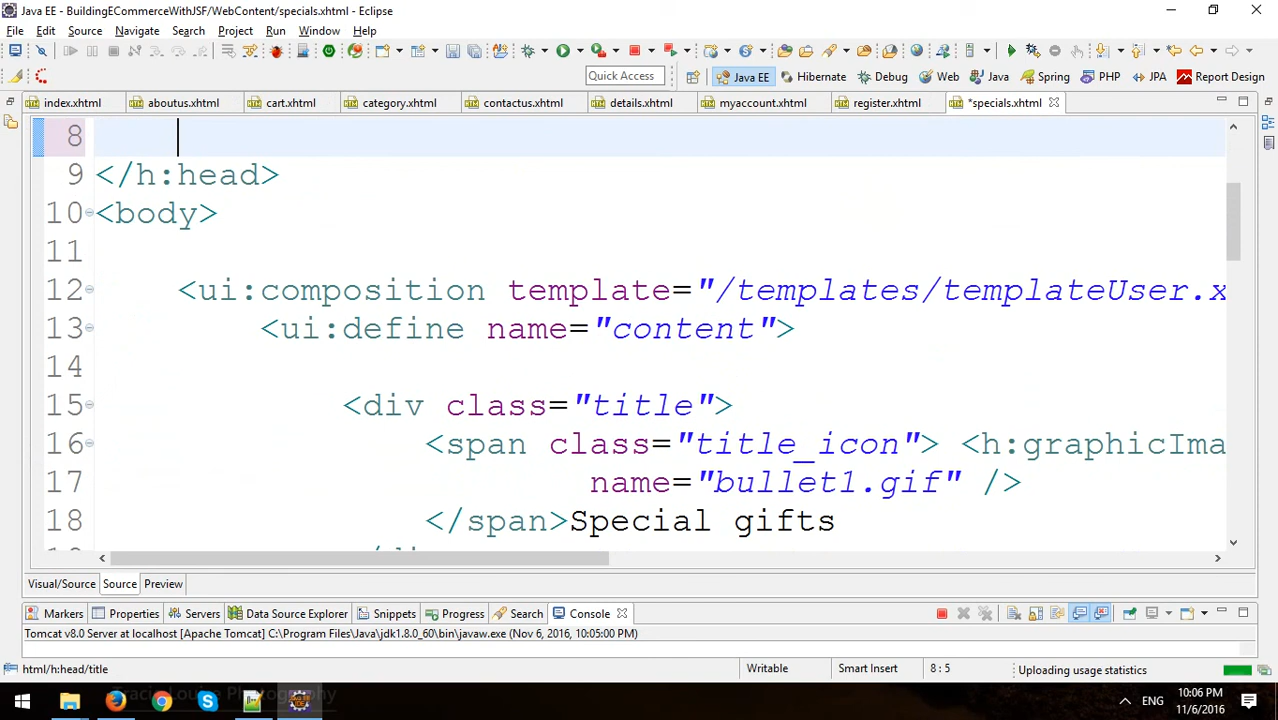 Java EE - BuildingECommerceWithJSF/WebContent/specials.xhtml - Eclipse
File Edit Source Navigate Search Project Run Window Help
Quick Access Java EE Hibernate Debug Web Java Spring PHP JPA Report Design
index.xhtml aboutus.xhtml cart.xhtml category.xhtml contactus.xhtml details.xhtml myaccount.xhtml register.xhtml *specials.xhtml
8
9 </h:head>
10 <body>
11
12 <ui:composition template="/templates/templateUser.x
13 <ui:define name="content">
14
15 <div class="title">
16 <span class="title_icon"> <h:graphicIma
17 name="bullet1.gif" />
18 </span>Special gifts
Visual/Source Source Preview
Markers Properties Servers Data Source Explorer Snippets Progress Search Console
Tomcat v8.0 Server at localhost [Apache Tomcat] C:\Program Files\Java\jdk1.8.0_60\bin\javaw.exe (Nov 6, 2016, 10:05:00 PM)
html/h:head/title Writable Smart Insert 8 : 5 Uploading usage statistics
Tracie Louise Photography
ENG 10:06 PM
11/6/2016